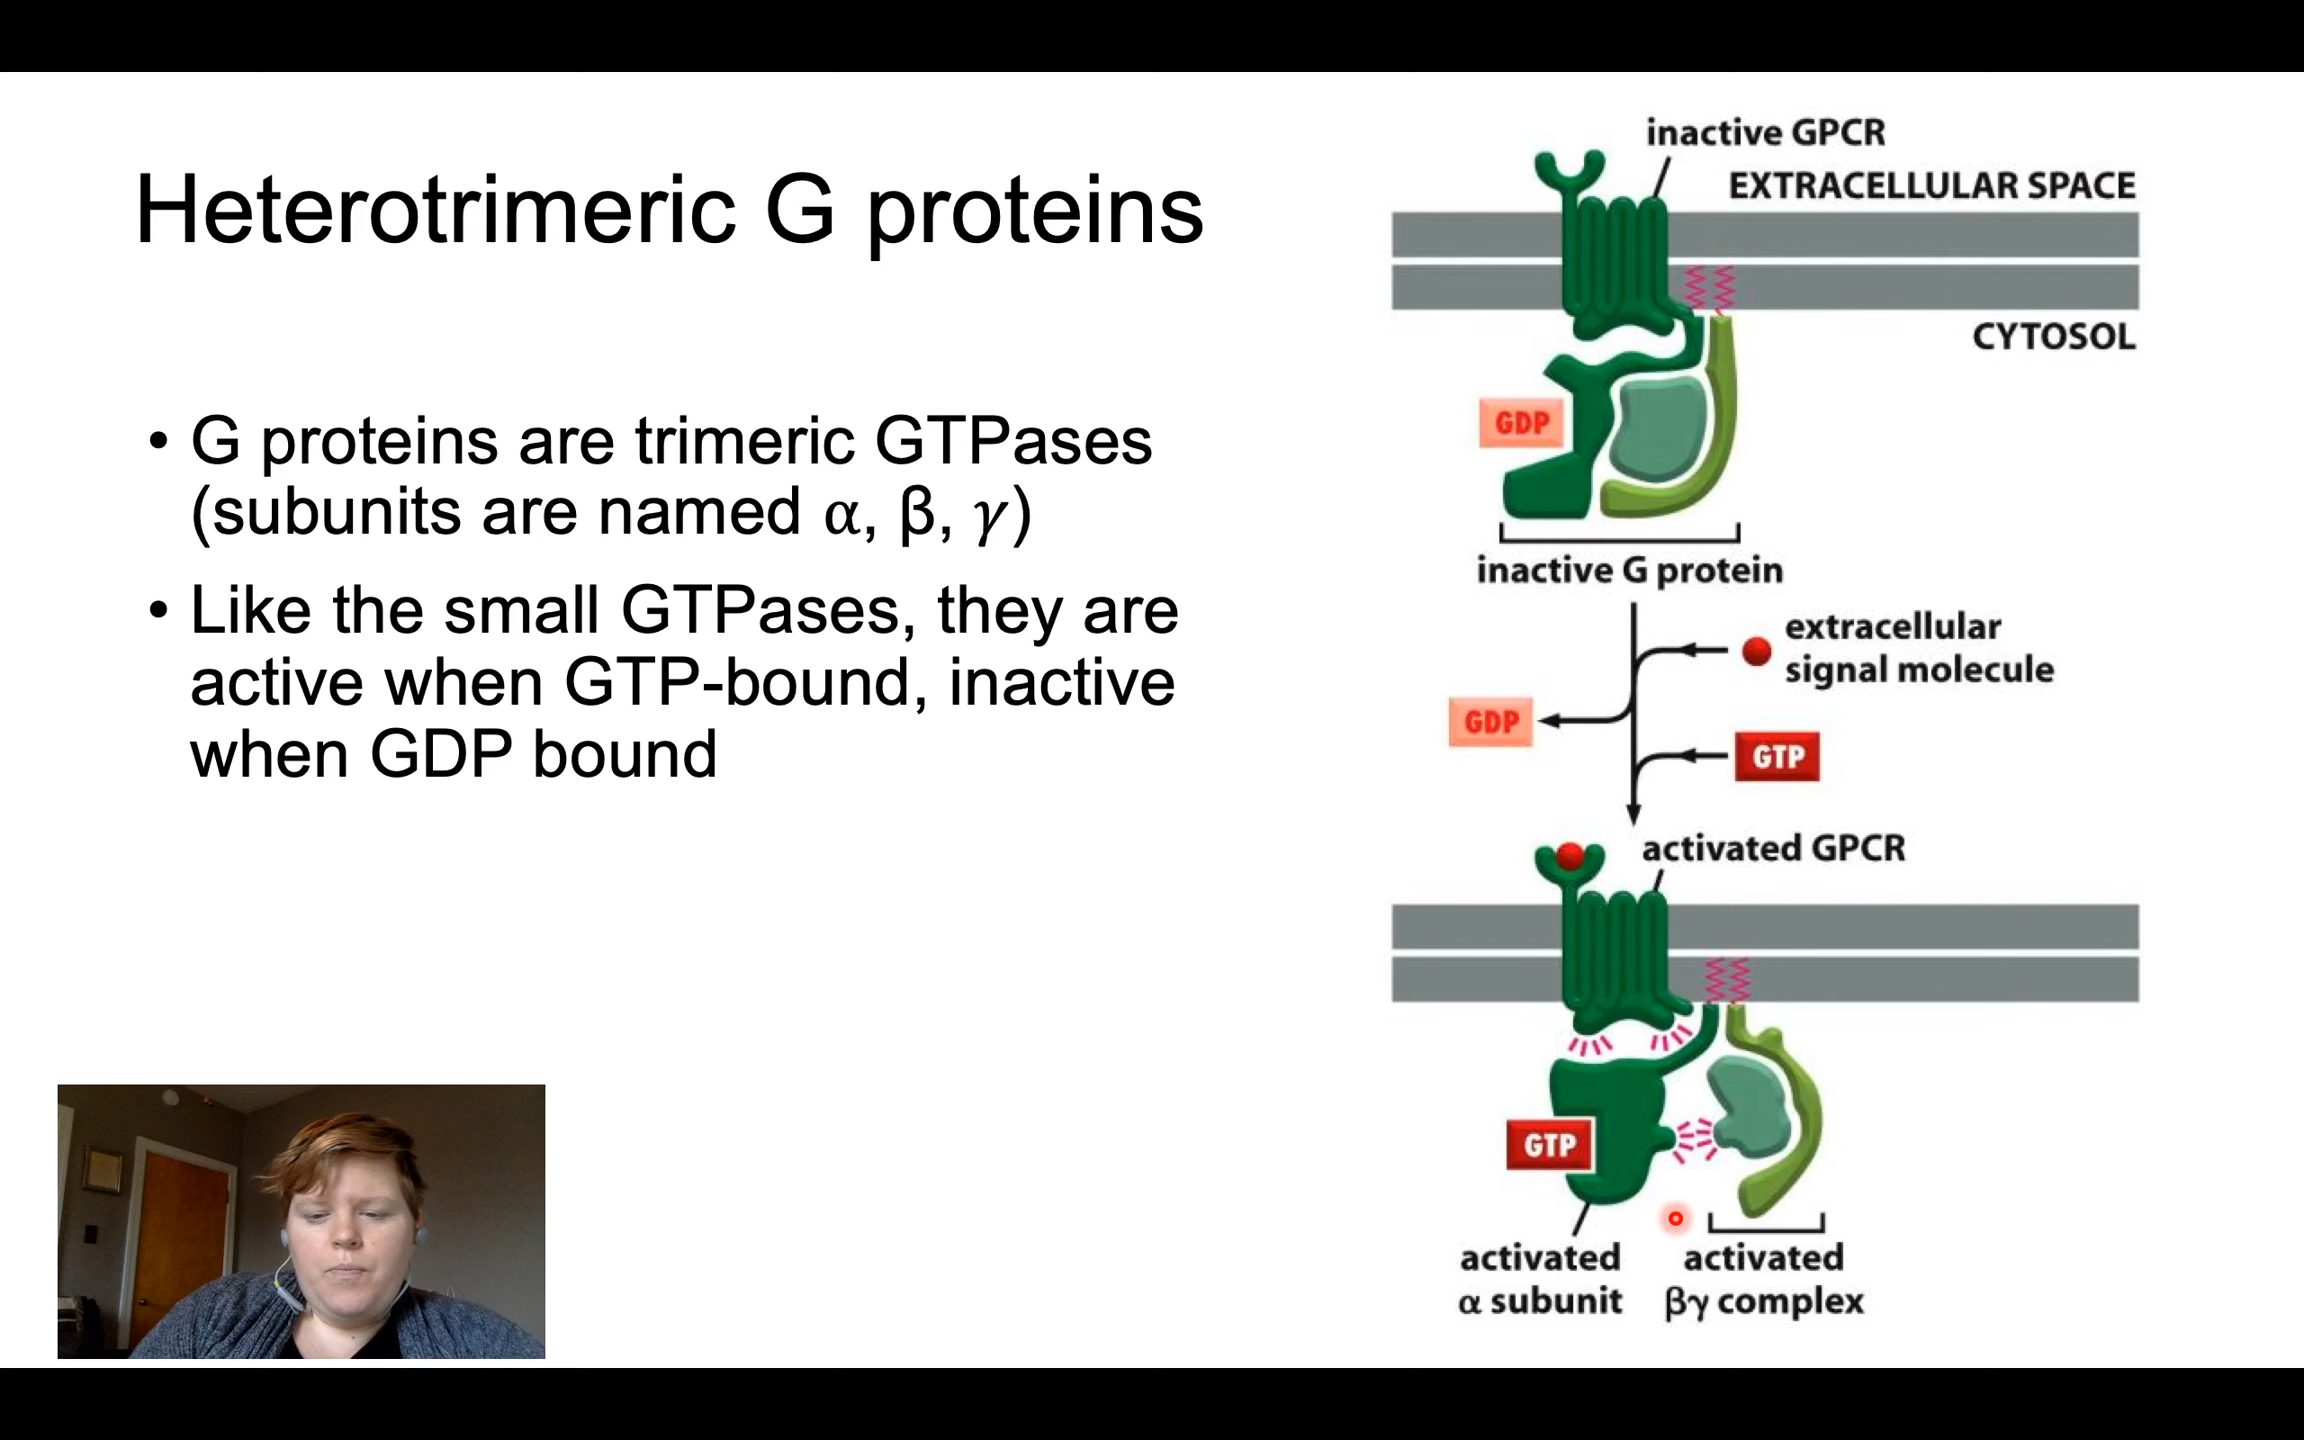 Heterotrimeric G proteins
• G proteins are trimeric GTPases
(subunits are named α, β, γ)
• Like the small GTPases, they are
active when GTP-bound, inactive
when GDP bound
inactive GPCR
EXTRACELLULAR SPACE
CYTOSOL
GDP
inactive G protein
extracellular
signal molecule
GDP
GTP
activated GPCR
GTP
activated
α subunit
activated
βγ complex